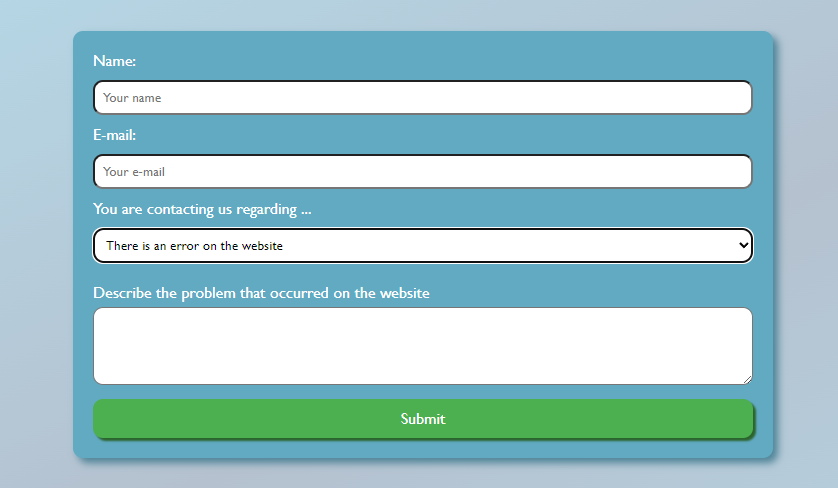 Name:
Your name
E-mail:
Your e-mail
You are contacting us regarding ...
There is an error on the website
Describe the problem that occurred on the website
Submit